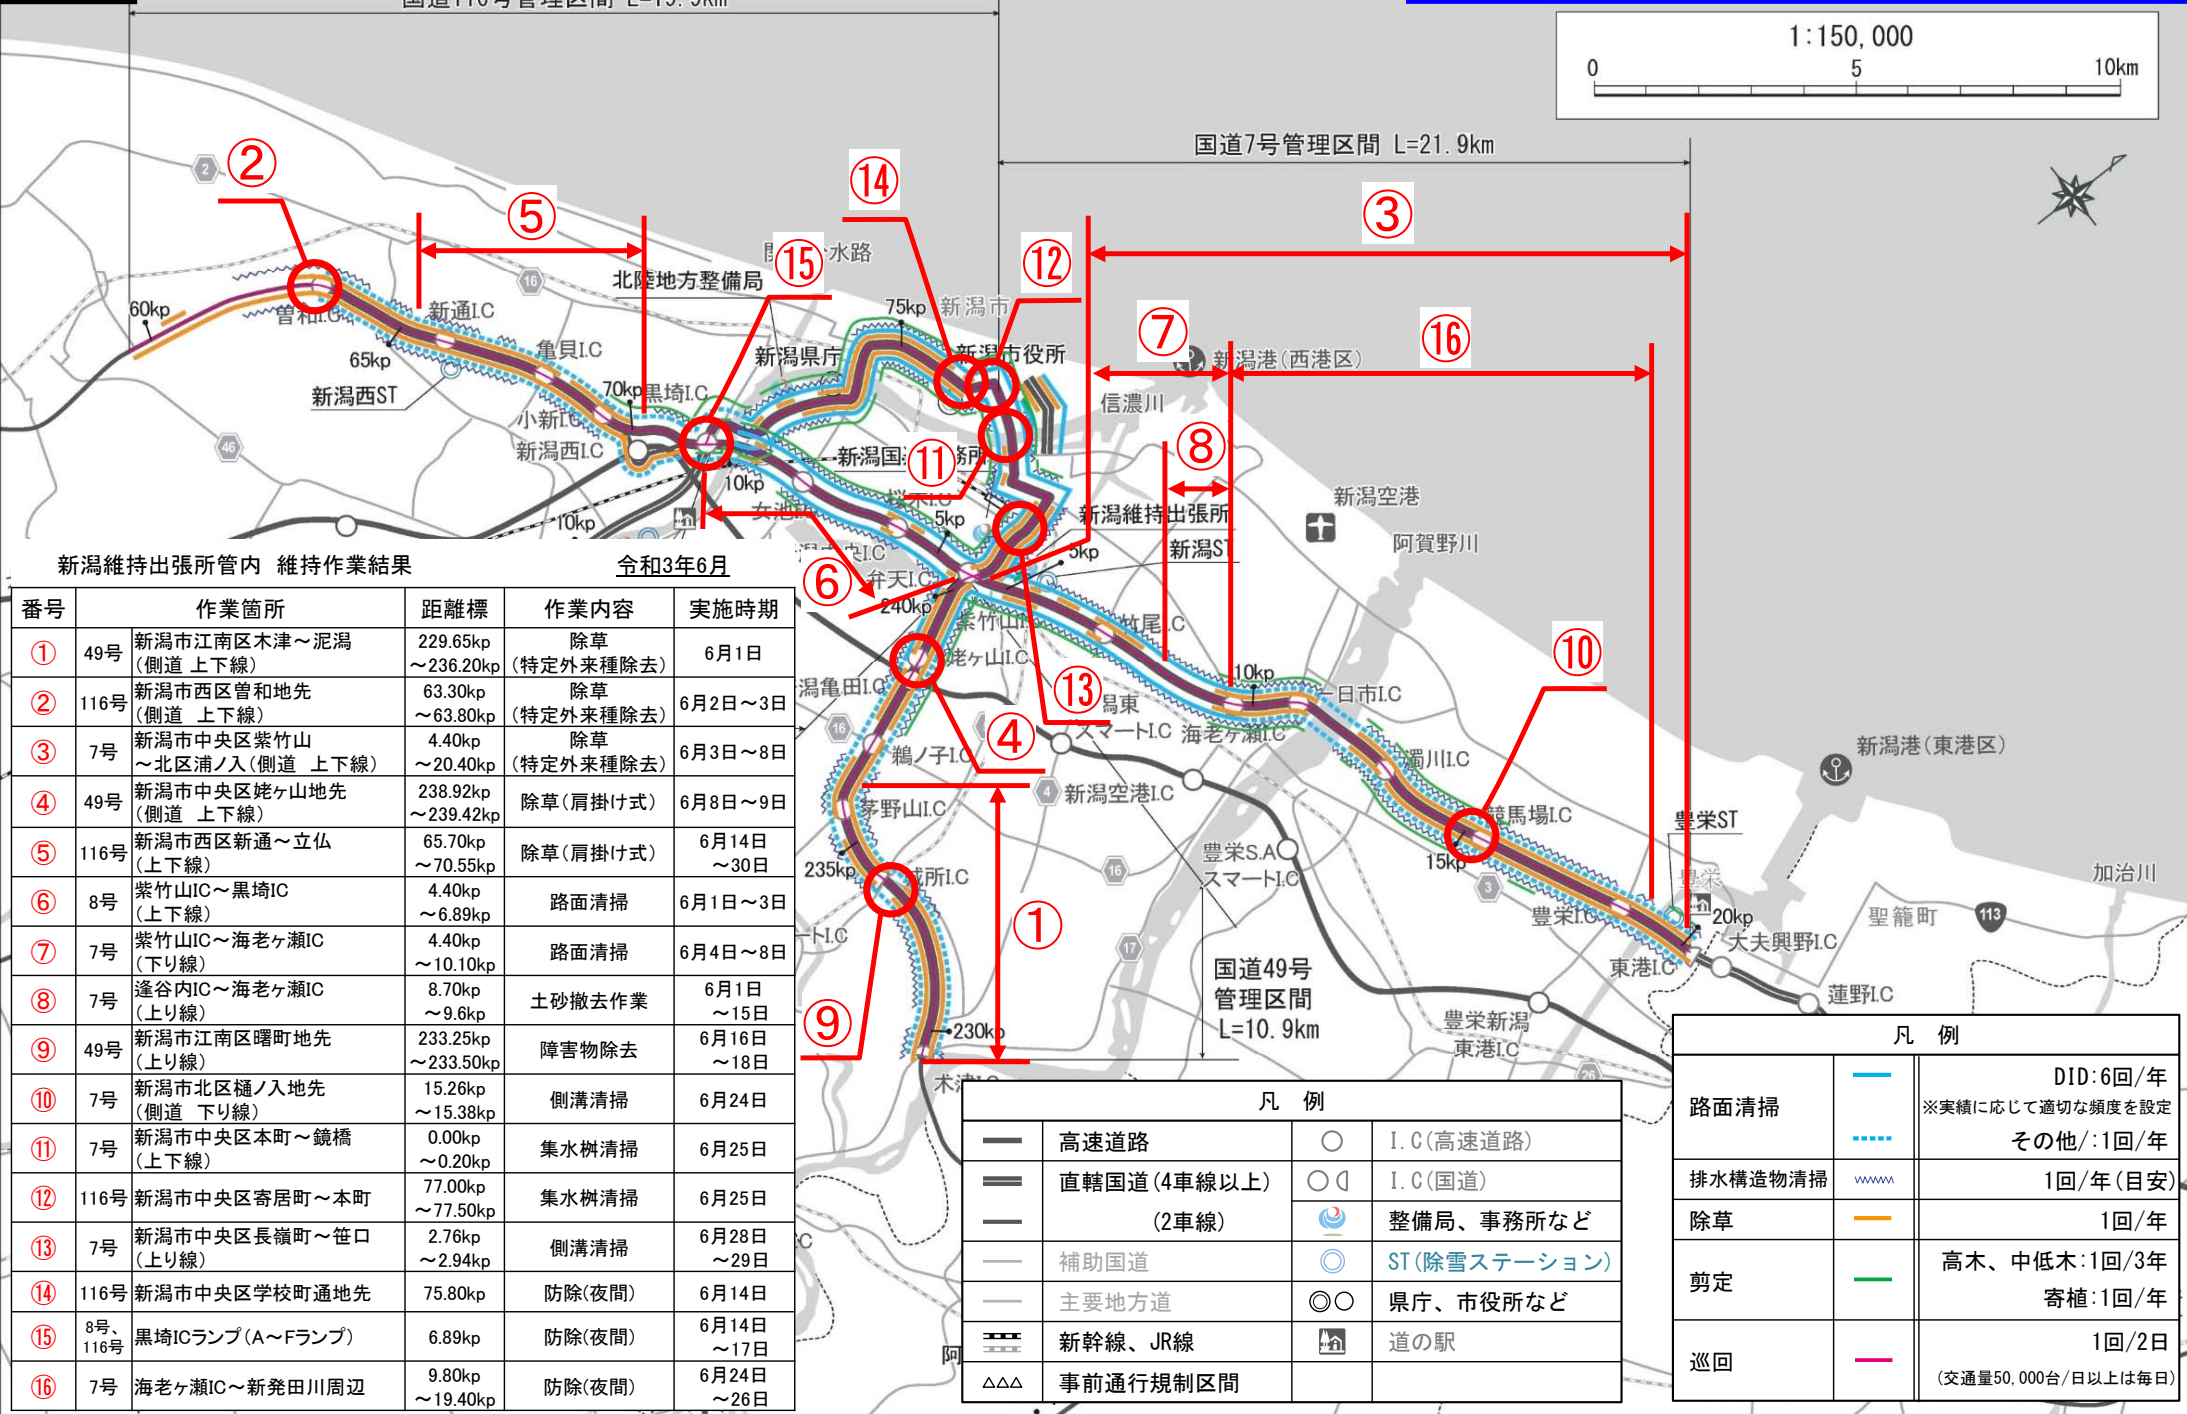 1:150,000
0 5 10km
国道7号管理区間 L=21.9km
② 
⑤
⑭
⑮
⑫
③
⑦
⑯
⑧
⑪
⑥
⑬
④
⑩
①
⑨
2
16
46
北陸地方整備局
新潟県庁
新潟市
新潟市役所
75kp
60kp
新通I.C
65kp
亀貝I.C
新潟西ST
70kp
黒埼I.C
小新I.C
新潟西I.C
10kp
10kp
5kp
新潟港(西港区)
信濃川
新潟空港
阿賀野川
新潟維持出張所
新潟ST
5kp
弁天I.C
240kp
竹尾I.C
姥ヶ山I.C
10kp
一日市I.C
海老ヶ瀬I.C
スマートI.C
16
鵜ノ子I.C
4
新潟空港I.C
濁川I.C
茅野山I.C
競馬場I.C
新潟港(東港区)
豊栄ST
15kp
235kp
豊栄S.A
スマートI.C
16
3
豊栄I.C
20kp
加治川
聖籠町
113
大夫興野I.C
東港I.C
蓮野I.C
17
国道49号
管理区間
L=10.9km
230kp
豊栄新潟
東港I.C
26
新潟維持出張所管内 維持作業結果 令和3年6月
番号 作業箇所 距離標 作業内容 実施時期
① 49号 新潟市江南区木津～泥潟 (側道 上下線) 229.65kp ～236.20kp 除草 (特定外来種除去) 6月1日
② 116号 新潟市西区曽和地先 (側道 上下線) 63.30kp ～63.80kp 除草 (特定外来種除去) 6月2日～3日
③ 7号 新潟市中央区紫竹山 ～北区浦ノ入(側道 上下線) 4.40kp ～20.40kp 除草 (特定外来種除去) 6月3日～8日
④ 49号 新潟市中央区姥ヶ山地先 (側道 上下線) 238.92kp ～239.42kp 除草(肩掛け式) 6月8日～9日
⑤ 116号 新潟市西区新通～立仏 (上下線) 65.70kp ～70.55kp 除草(肩掛け式) 6月14日 ～30日
⑥ 8号 紫竹山IC～黒埼IC (上下線) 4.40kp ～6.89kp 路面清掃 6月1日～3日
⑦ 7号 紫竹山IC～海老ヶ瀬IC (下り線) 4.40kp ～10.10kp 路面清掃 6月4日～8日
⑧ 7号 逢谷内IC～海老ヶ瀬IC (上り線) 8.70kp ～9.6kp 土砂撤去作業 6月1日 ～15日
⑨ 49号 新潟市江南区曙町地先 (上り線) 233.25kp ～233.50kp 障害物除去 6月16日 ～18日
⑩ 7号 新潟市北区樋ノ入地先 (側道 下り線) 15.26kp ～15.38kp 側溝清掃 6月24日
⑪ 7号 新潟市中央区本町～鏡橋 (上下線) 0.00kp ～0.20kp 集水桝清掃 6月25日
⑫ 116号 新潟市中央区寄居町～本町 77.00kp ～77.50kp 集水桝清掃 6月25日
⑬ 7号 新潟市中央区長嶺町～笹口 (上り線) 2.76kp ～2.94kp 側溝清掃 6月28日 ～29日
⑭ 116号 新潟市中央区学校町通地先 75.80kp 防除(夜間) 6月14日
⑮ 8号、116号 黒埼ICランプ(A～Fランプ) 6.89kp 防除(夜間) 6月14日 ～17日
⑯ 7号 海老ヶ瀬IC～新発田川周辺 9.80kp ～19.40kp 防除(夜間) 6月24日 ～26日
凡 例
高速道路 I.C(高速道路)
直轄国道(4車線以上) I.C(国道)
(2車線) 整備局、事務所など
補助国道 ST(除雪ステーション)
主要地方道 県庁、市役所など
新幹線、JR線 道の駅
事前通行規制区間
凡 例
路面清掃 DID:6回/年
※実績に応じて適切な頻度を設定
その他/:1回/年
排水構造物清掃 1回/年(目安)
除草 1回/年
剪定 高木、中低木:1回/3年
寄植:1回/年
巡回 1回/2日
(交通量50,000台/日以上は毎日)